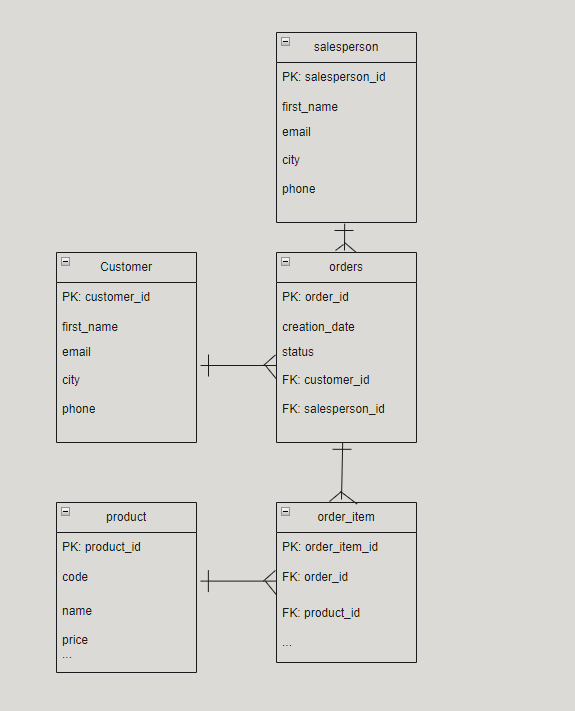 salesperson
PK: salesperson_id
first_name
email
city
phone
Customer
PK: customer_id
first_name
email
city
phone
orders
PK: order_id
creation_date
status
FK: customer_id
FK: salesperson_id
product
PK: product_id
code
name
price
...
order_item
PK: order_item_id
FK: order_id
FK: product_id
...